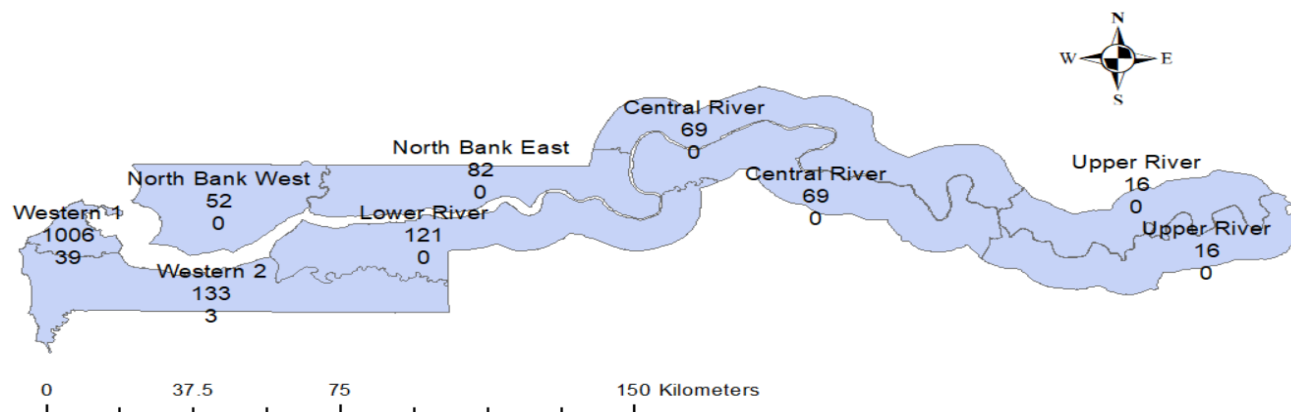 N
W E
S
Central River
69
0
North Bank East
82
0
Upper River
16
0
North Bank West
52
0
Central River
69
0
Western 1
1006
39
Lower River
121
0
Upper River
16
0
Western 2
133
3
0 37.5 75 150 Kilometers